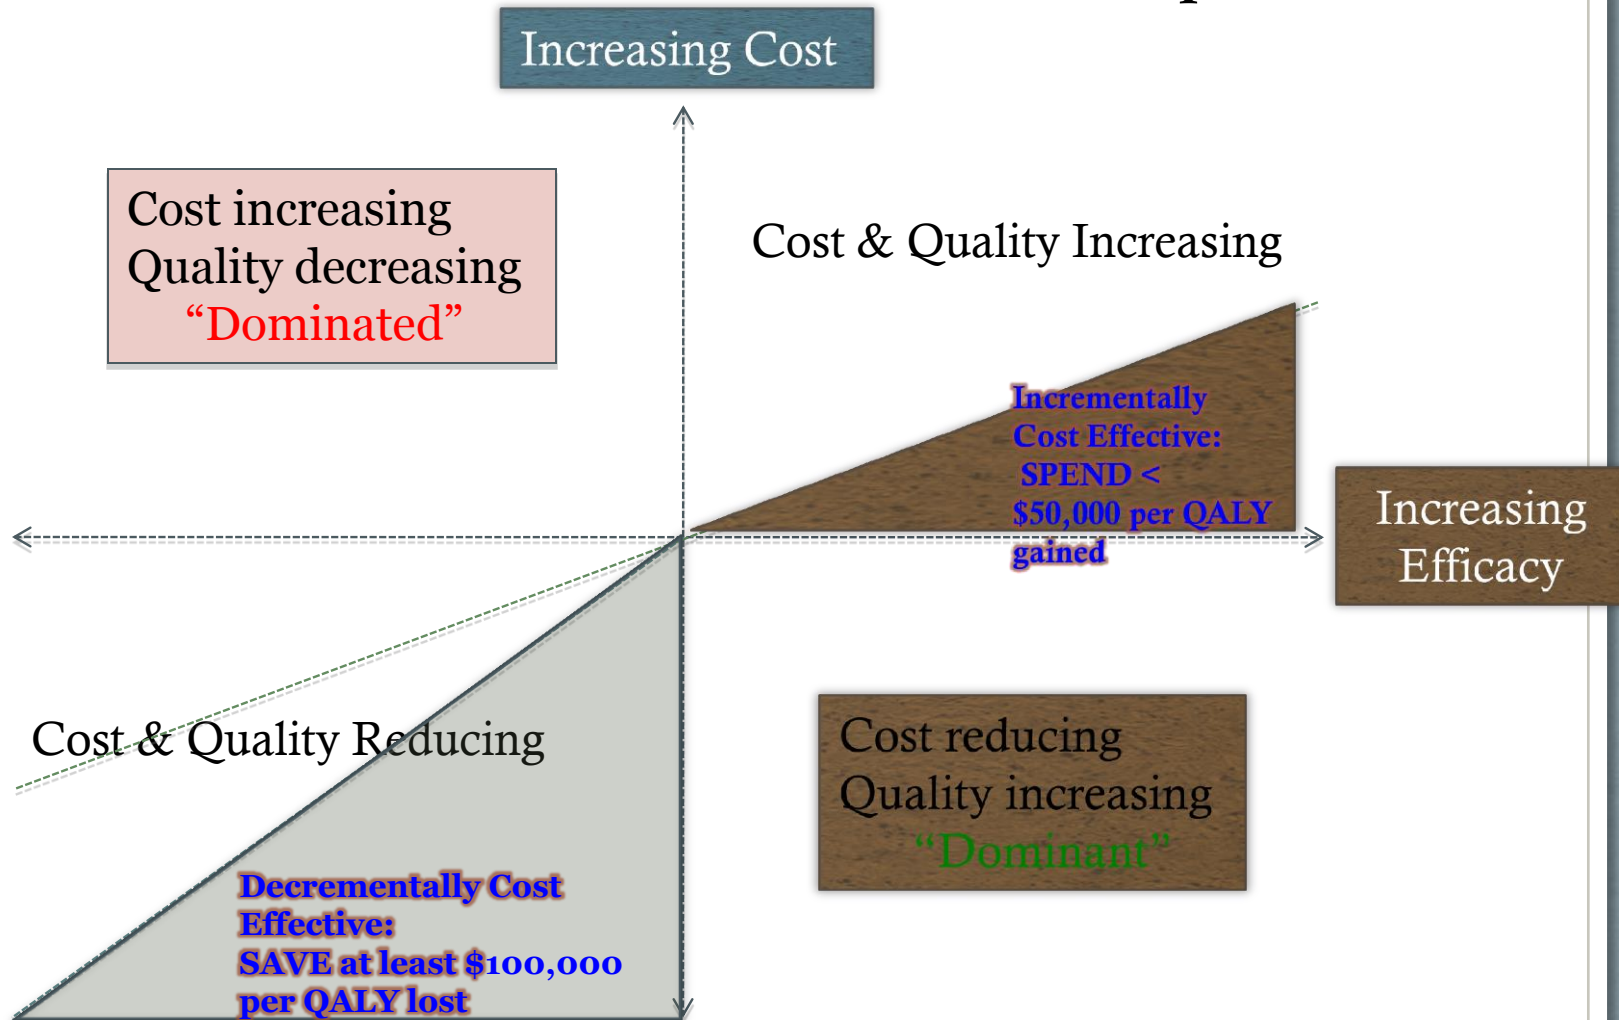 Increasing Cost
Cost increasing
Quality decreasing
“Dominated”
Cost & Quality Increasing
Incrementally
Cost Effective:
SPEND <
$50,000 per QALY
gained
Increasing
Efficacy
Cost & Quality Reducing
Cost reducing
Quality increasing
“Dominant”
Decrementally Cost
Effective:
SAVE at least $100,000
per QALY lost